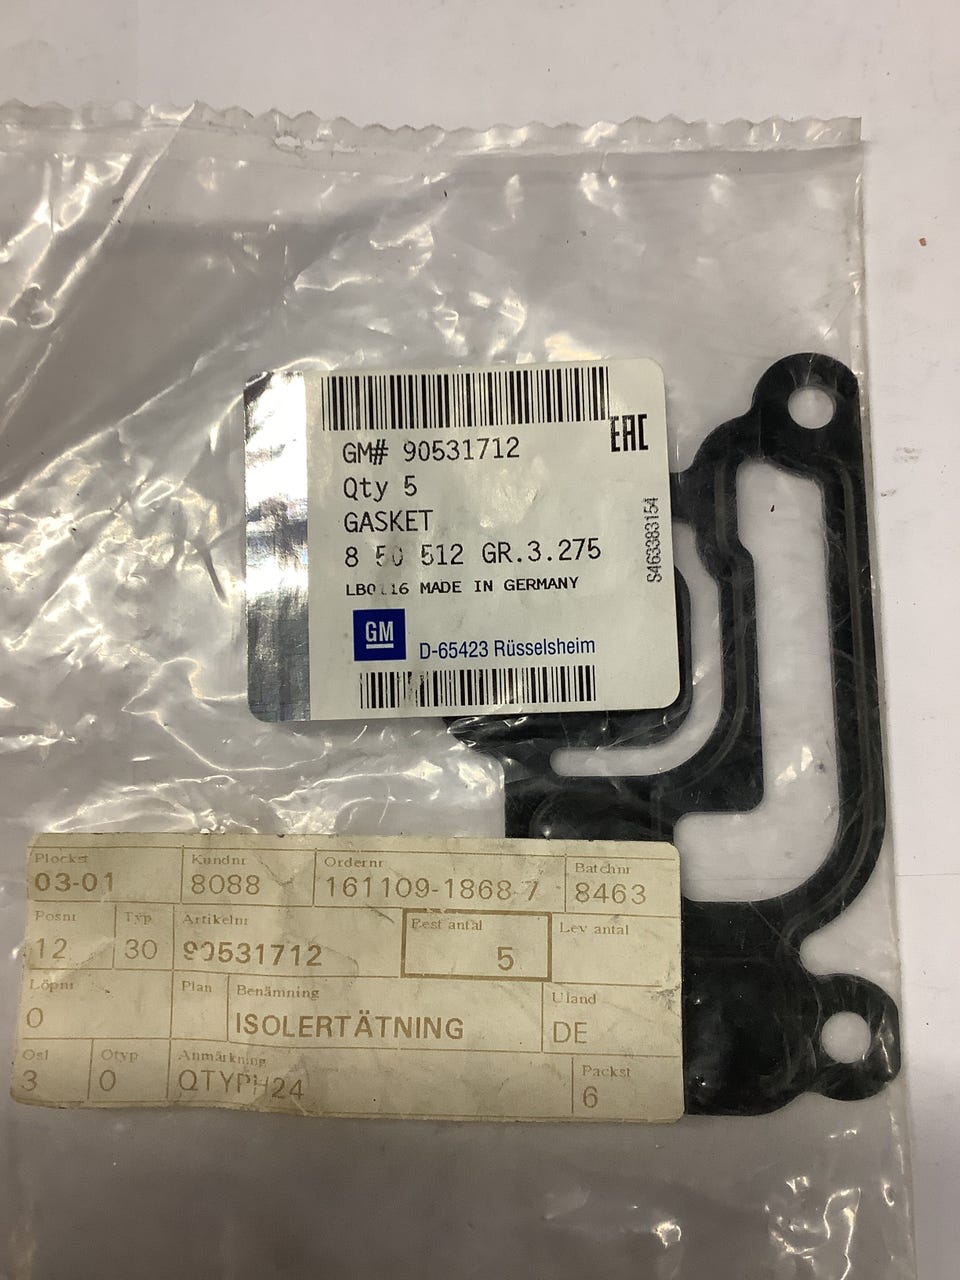 GM# 90531712
EAC
Qty 5
GASKET
8 50 512 GR.3.275
MADE IN GERMANY
S463383154
GM
D-65423 Rüsselsheim
Plockst Kundnr Ordernr Batchnr
03-01 8088 161109-1868-7 8463
Posnr Typ Artikelnr Best antal Lev antal
12 30 90531712 5
Löpnr Plan Benämning Uland
0 ISOLERTÄTNING DE
Osl Otyp Anmärkning Packst
3 0 QTYPH24 6